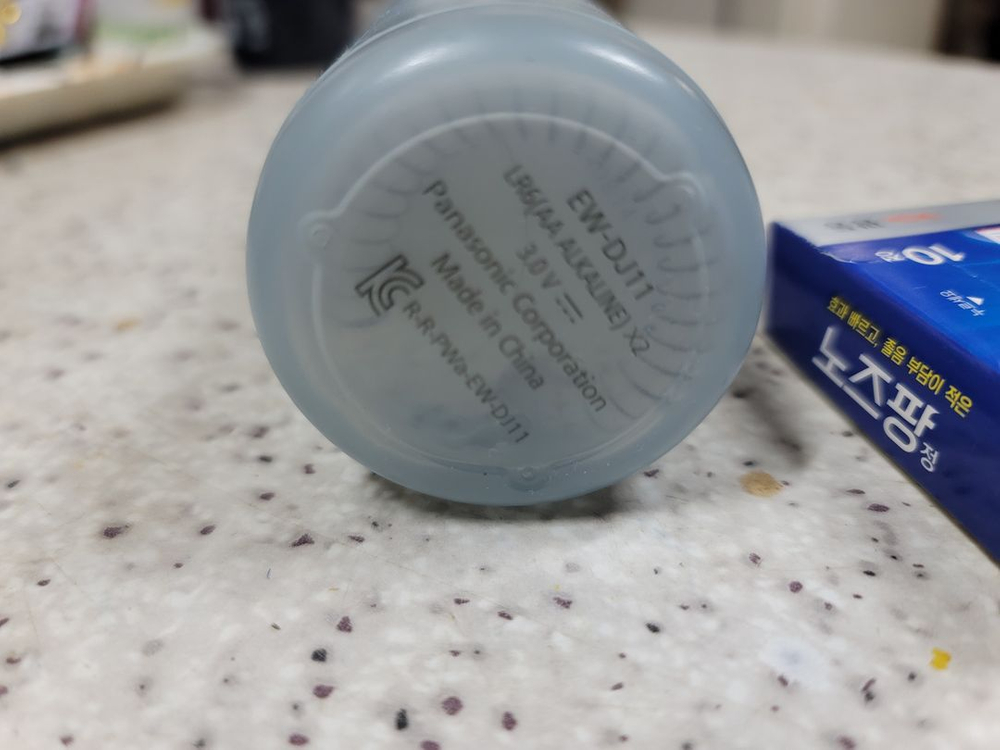 EW-DJ11
LR6(AA ALKALINE) X2
3.0 V
Panasonic Corporation
Made in China
R-R-PWa-EW-DJ11
10정
효과 빠르고, 졸음 부담이 적은
노즈팡 정